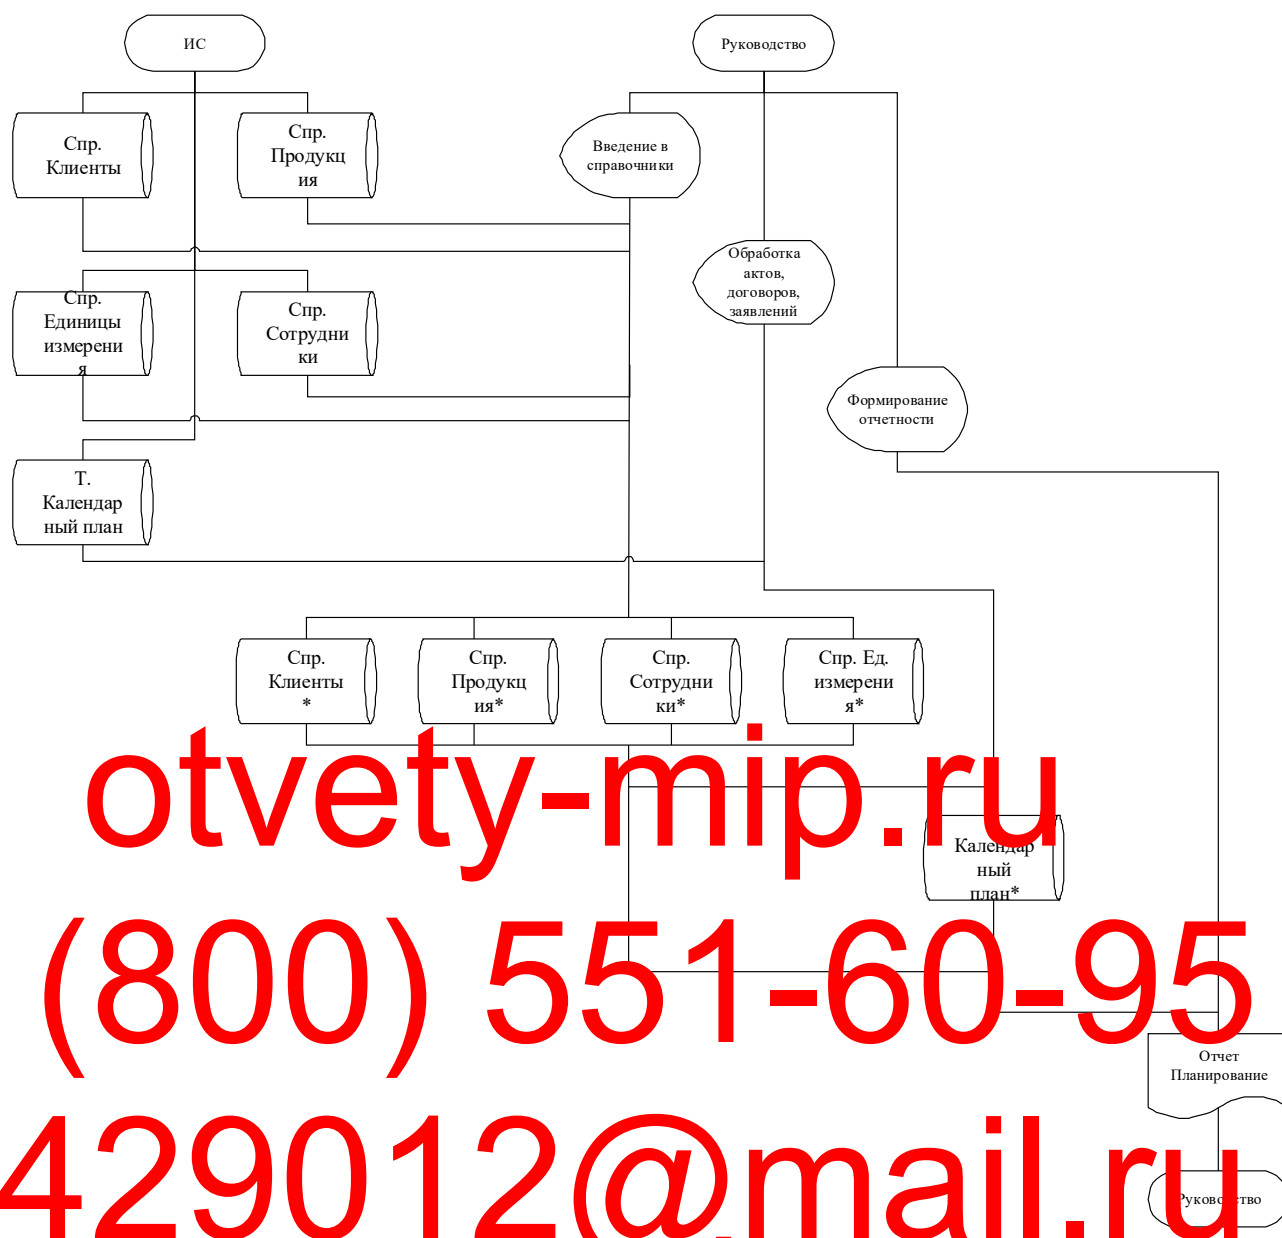 ИС
Руководство
Спр.
Клиенты
Спр.
Продукц
ия
Введение в
справочники
Обработка
актов,
договоров,
заявлений
Спр.
Единицы
измерени
я
Спр.
Сотрудни
ки
Формирование
отчетности
Т.
Календар
ный план
Спр.
Клиенты
*
Спр.
Продукц
ия*
Спр.
Сотрудни
ки*
Спр. Ед.
измерени
я*
otvety-mip.ru
Календар
ный
план*
(800) 551-60-95
Отчет
Планирование
429012@mail.ru
Руководство